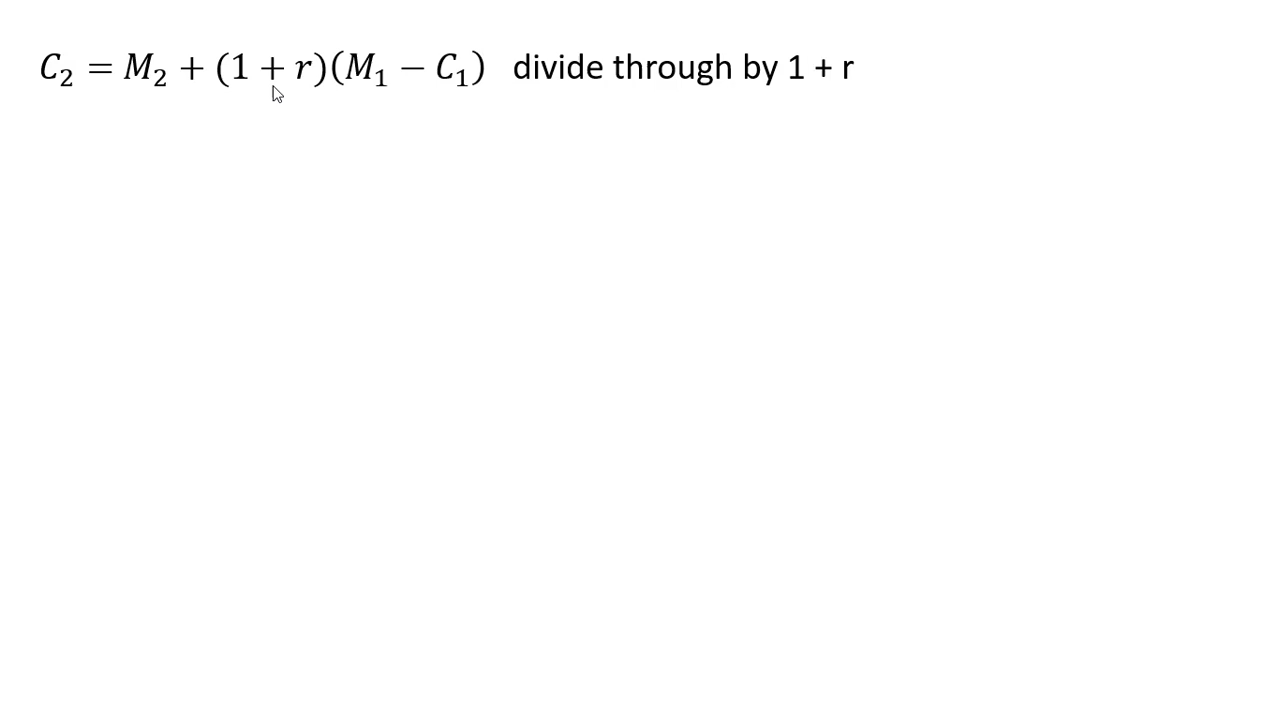 C₂ = M₂ + (1 + r)(M₁ − C₁) divide through by 1 + r